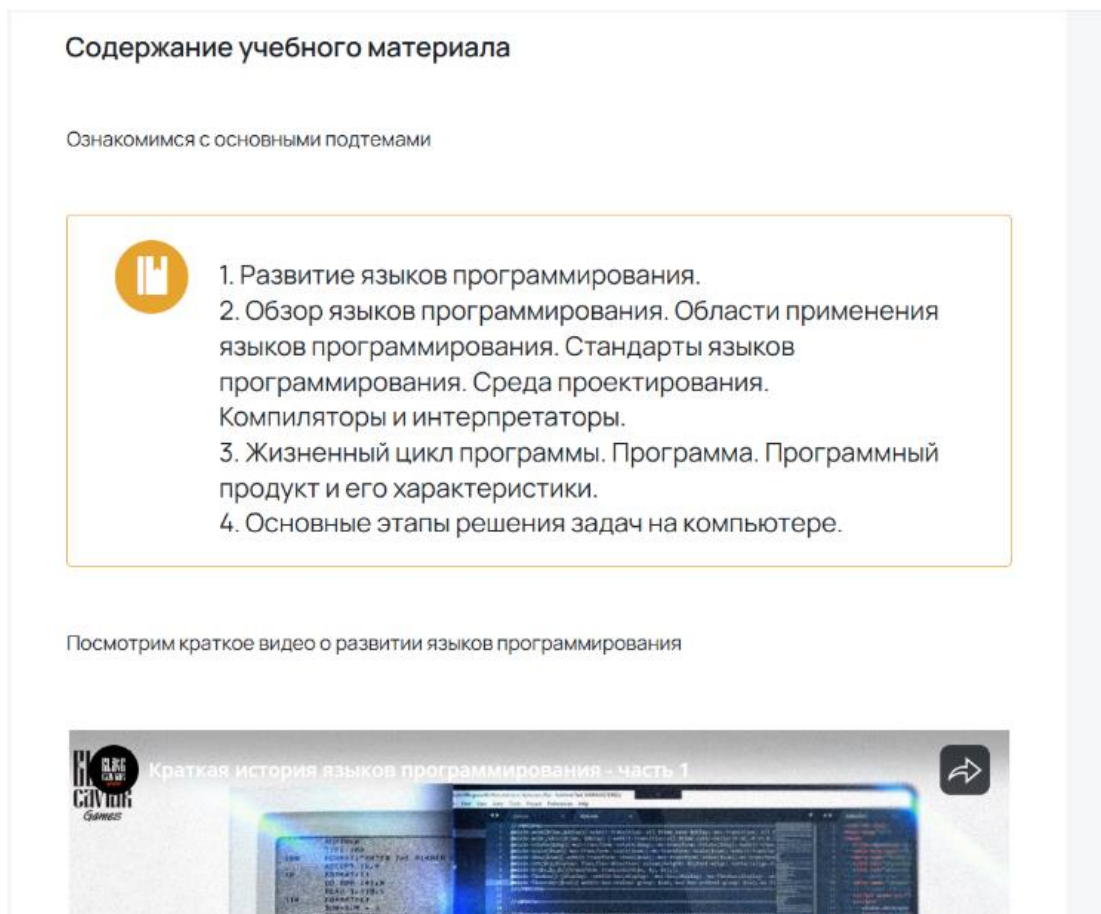 Содержание учебного материала
Ознакомимся с основными подтемами
1. Развитие языков программирования.
2. Обзор языков программирования. Области применения
языков программирования. Стандарты языков
программирования. Среда проектирования.
Компиляторы и интерпретаторы.
3. Жизненный цикл программы. Программа. Программный
продукт и его характеристики.
4. Основные этапы решения задач на компьютере.
Посмотрим краткое видео о развитии языков программирования
Краткая история языков программирования - часть 1
Caviar
Games